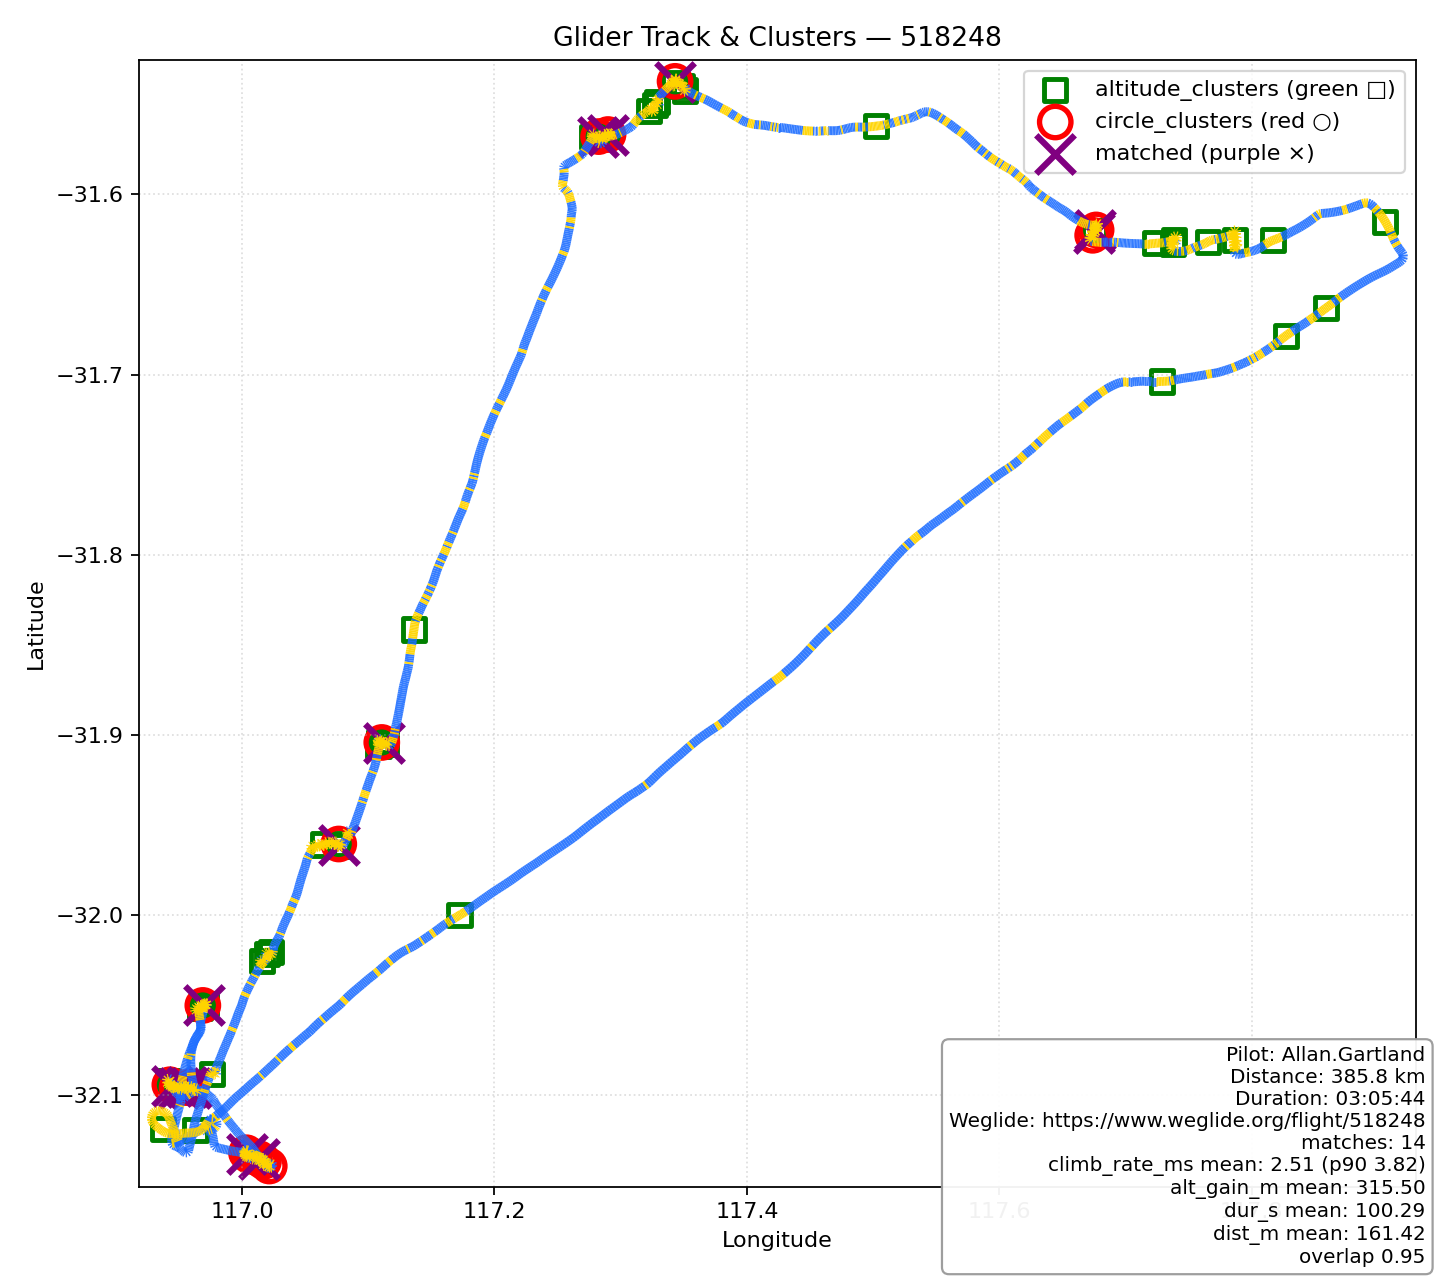 Glider Track & Clusters — 518248
altitude_clusters (green □)
circle_clusters (red ○)
matched (purple ×)
−31.6
−31.7
−31.8
−31.9
−32.0
−32.1
Latitude
117.0
117.2
117.4
117.6
Longitude
Pilot: Allan.Gartland
Distance: 385.8 km
Duration: 03:05:44
Weglide: https://www.weglide.org/flight/518248
matches: 14
climb_rate_ms mean: 2.51 (p90 3.82)
alt_gain_m mean: 315.50
dur_s mean: 100.29
dist_m mean: 161.42
overlap 0.95